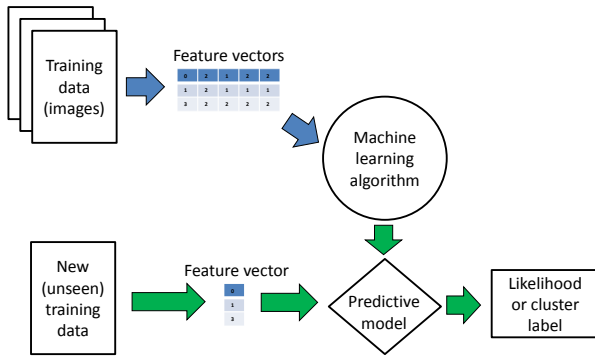 Training
data
(images)
Feature vectors
0 2 1 2 2
1 2 1 1 1
3 2 2 2 2
Machine
learning
algorithm
New
(unseen)
training
data
Feature vector
0
1
3
Predictive
model
Likelihood
or cluster
label